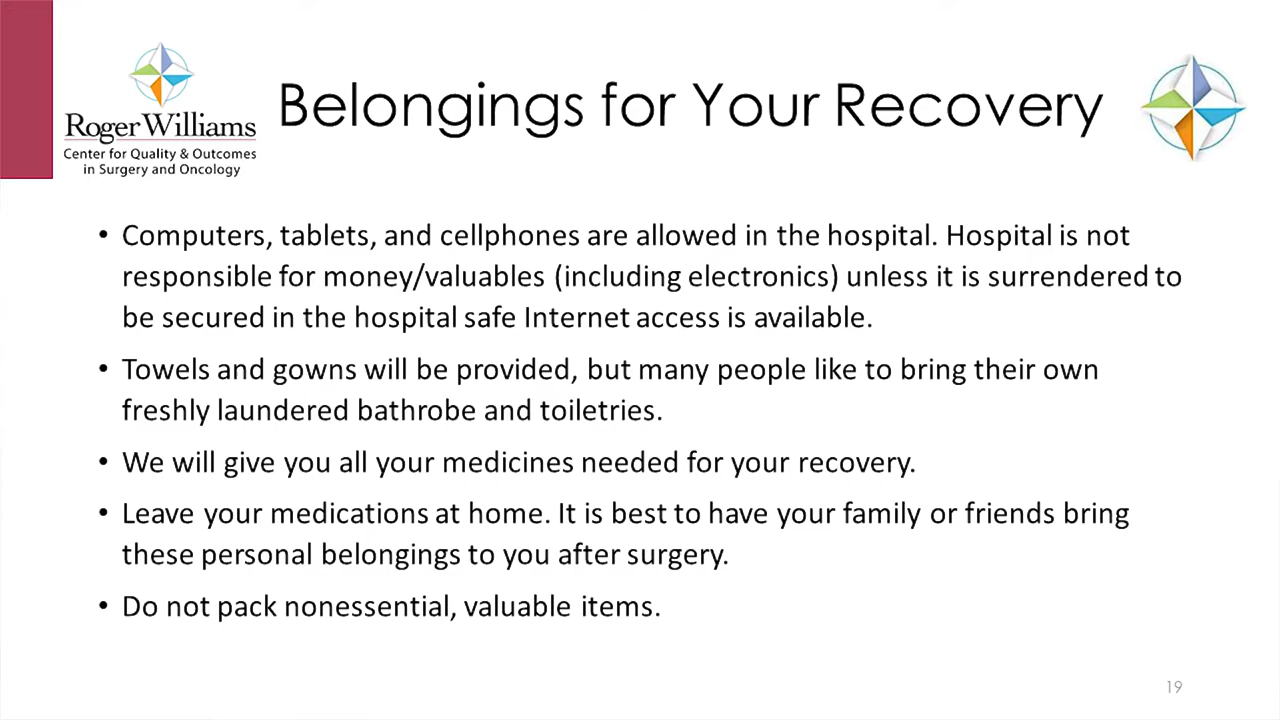 Roger Williams
Center for Quality & Outcomes
in Surgery and Oncology
Belongings for Your Recovery
• Computers, tablets, and cellphones are allowed in the hospital. Hospital is not
responsible for money/valuables (including electronics) unless it is surrendered to
be secured in the hospital safe Internet access is available.
• Towels and gowns will be provided, but many people like to bring their own
freshly laundered bathrobe and toiletries.
• We will give you all your medicines needed for your recovery.
• Leave your medications at home. It is best to have your family or friends bring
these personal belongings to you after surgery.
• Do not pack nonessential, valuable items.
19